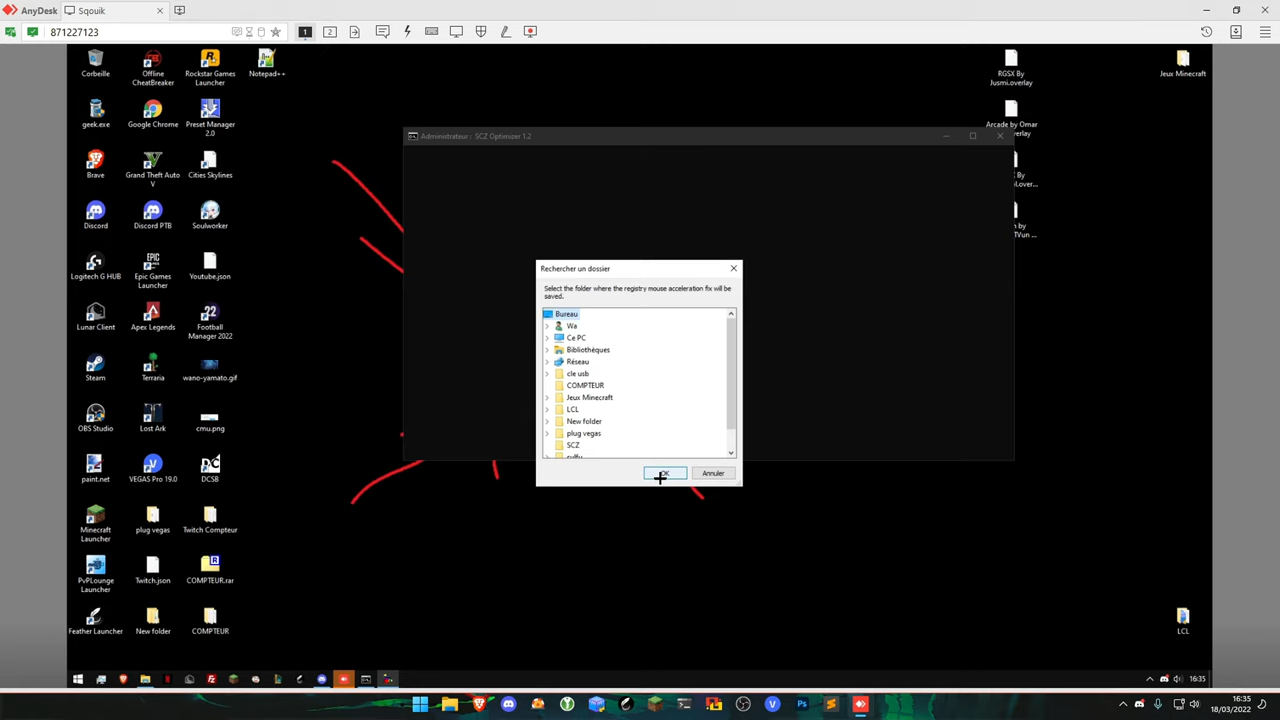 AnyDesk
Sqouik
871227123
1
2
Corbeille
Offline
CheatBreaker
Rockstar Games
Launcher
Notepad++
RGSX By
Jusmi.overlay
Jeux Minecraft
geek.exe
Google Chrome
Preset Manager
2.0
Arcade by Omar
Administrateur : SCZ Optimizer 1.2
Brave
Grand Theft Auto
V
Cities Skylines
Discord
Discord PTB
Soulworker
Logitech G HUB
Epic Games
Launcher
Youtube.json
Rechercher un dossier
Select the folder where the registry mouse acceleration fix will be
saved.
Bureau
Wa
Ce PC
Bibliothèques
Réseau
cle usb
COMPTEUR
Jeux Minecraft
LCL
New folder
plug vegas
SCZ
OK
Annuler
Lunar Client
Apex Legends
Football
Manager 2022
Steam
Terraria
wano-yamato.gif
OBS Studio
Lost Ark
cmu.png
paint.net
VEGAS Pro 19.0
DCSB
Minecraft
Launcher
plug vegas
Twitch Compteur
PvPLounge
Launcher
Twitch.json
COMPTEUR.rar
Feather Launcher
New folder
COMPTEUR
LCL
16:35
16:35
18/03/2022